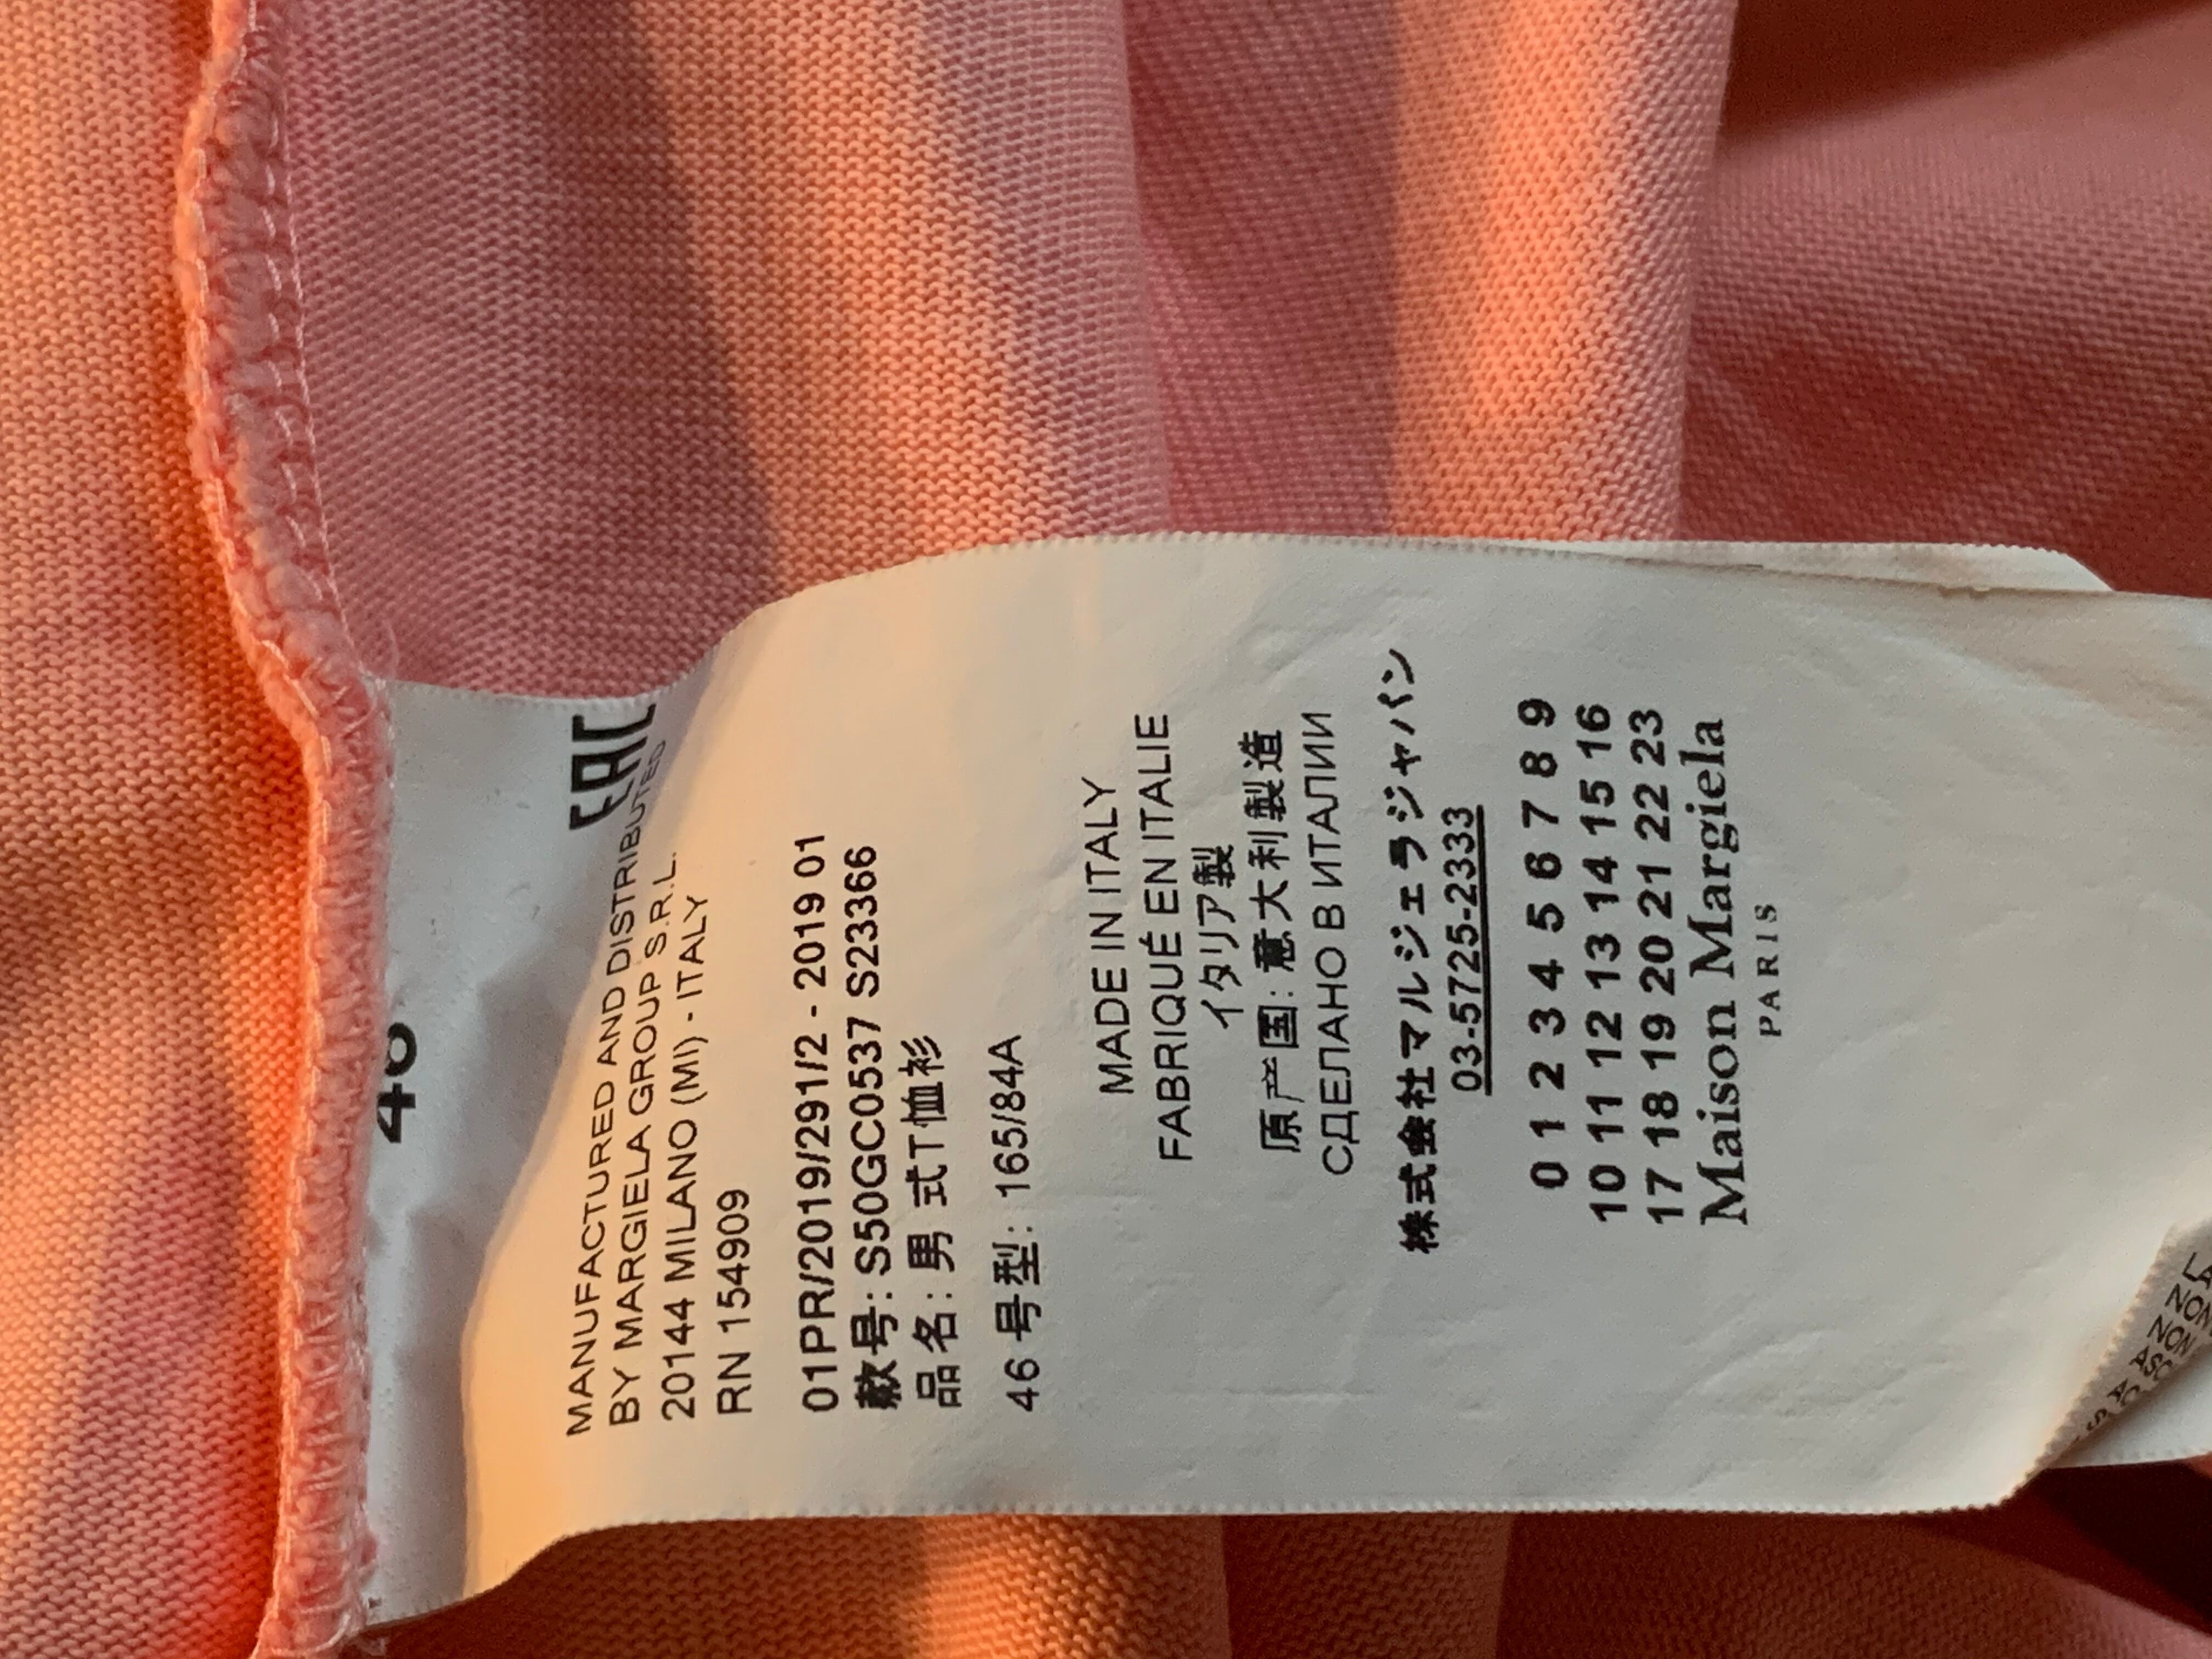 46
EAC
MANUFACTURED AND DISTRIBUTED
BY MARGIELA GROUP S.R.L.
20144 MILANO (MI) - ITALY
RN 154909
01PR/2019/291/2 - 2019 01
款号: S50GC0537 S23366
品名: 男 式T恤衫
46 号型: 165/84A
MADE IN ITALY
FABRIQUÉ EN ITALIE
イタリア製
原产国: 意大利製造
СДЕЛАНО В ИТАЛИИ
株式会社マルジェラジャパン
03-5725-2333
0 1 2 3 4 5 6 7 8 9
10 11 12 13 14 15 16
17 18 19 20 21 22 23
Maison Margiela
PARIS
NON
NON